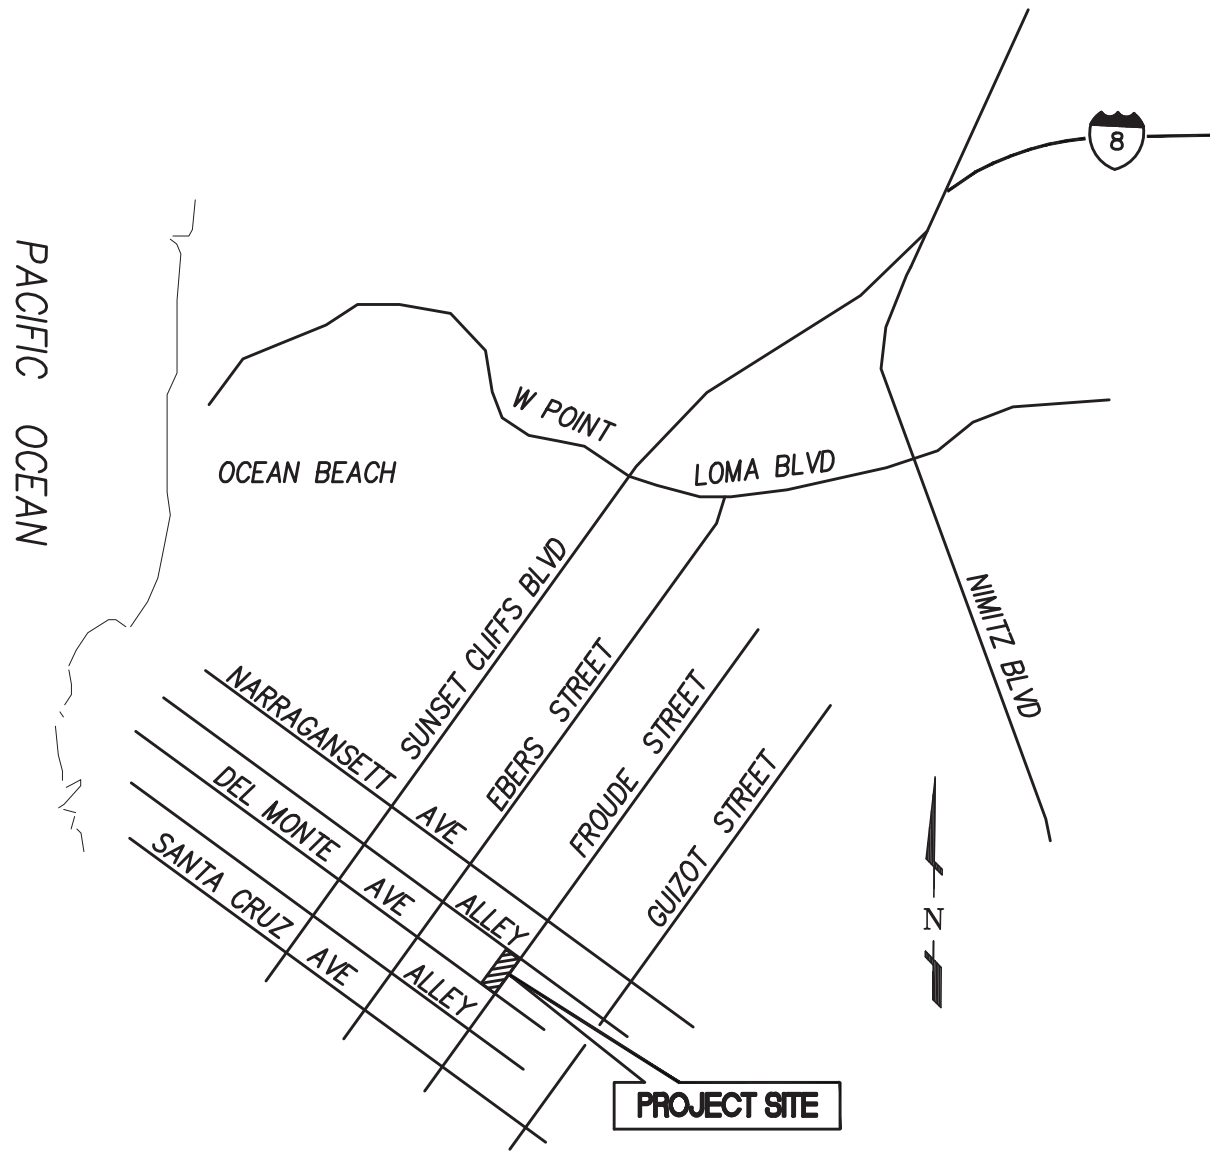 8
PACIFIC OCEAN
W POINT
LOMA BLVD
OCEAN BEACH
SUNSET CLIFFS BLVD
NIMITZ BLVD
EBERS STREET
FROUDE STREET
GUIZOT STREET
NARRAGANSETT AVE
DEL MONTE AVE
ALLEY
SANTA CRUZ AVE
ALLEY
N
PROJECT SITE